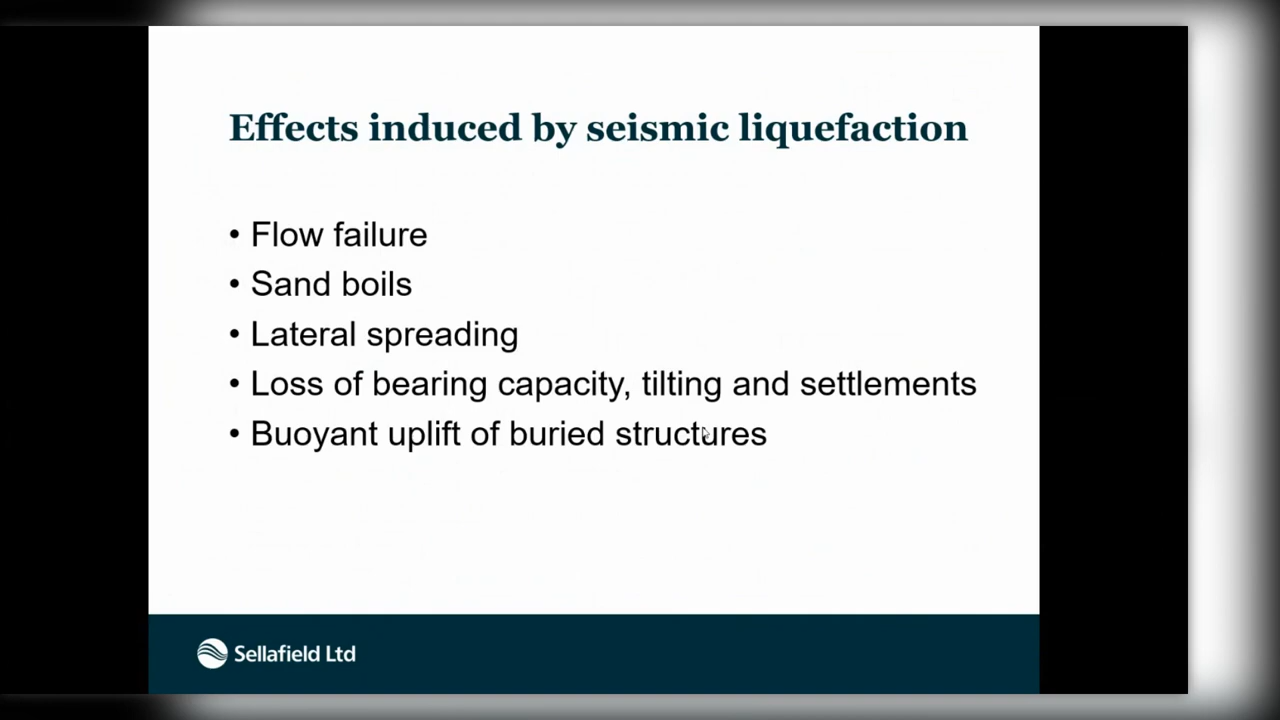 Effects induced by seismic liquefaction
• Flow failure
• Sand boils
• Lateral spreading
• Loss of bearing capacity, tilting and settlements
• Buoyant uplift of buried structures
Sellafield Ltd